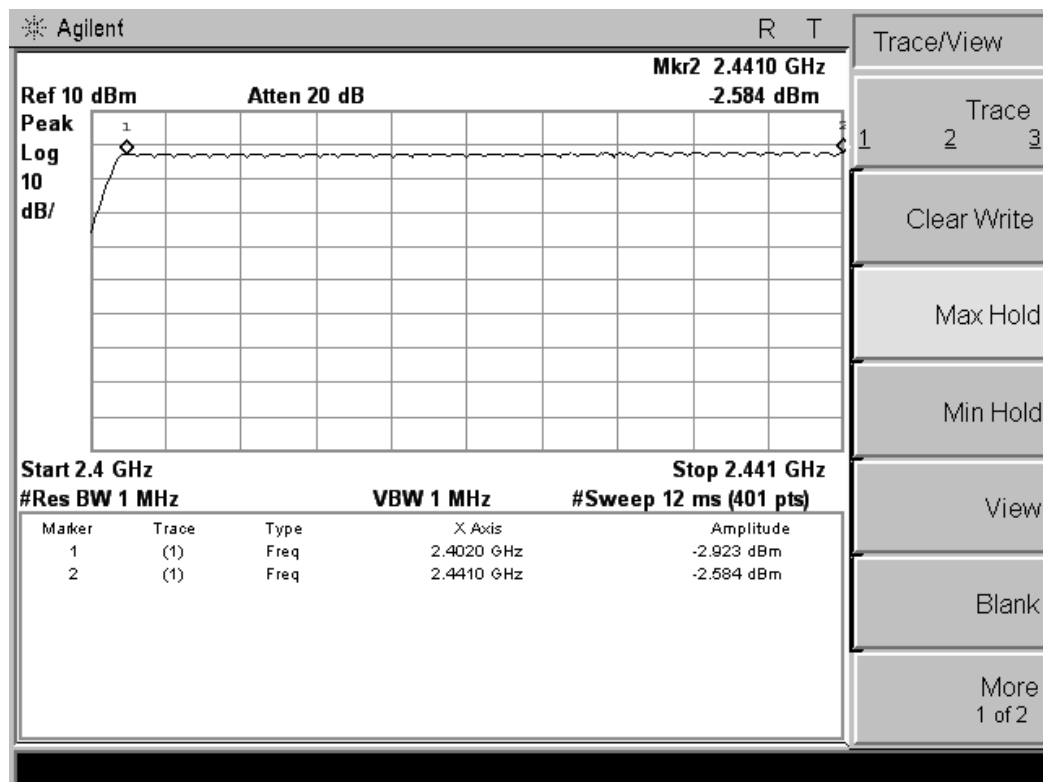 Agilent R T
Mkr2 2.4410 GHz
Ref 10 dBm Atten 20 dB -2.584 dBm
Peak
Log
10
dB/
1 2
Start 2.4 GHz Stop 2.441 GHz
#Res BW 1 MHz VBW 1 MHz #Sweep 12 ms (401 pts)
Marker Trace Type X Axis Amplitude
1 (1) Freq 2.4020 GHz -2.923 dBm
2 (1) Freq 2.4410 GHz -2.584 dBm
Trace/View
Trace
1 2 3
Clear Write
Max Hold
Min Hold
View
Blank
More
1 of 2